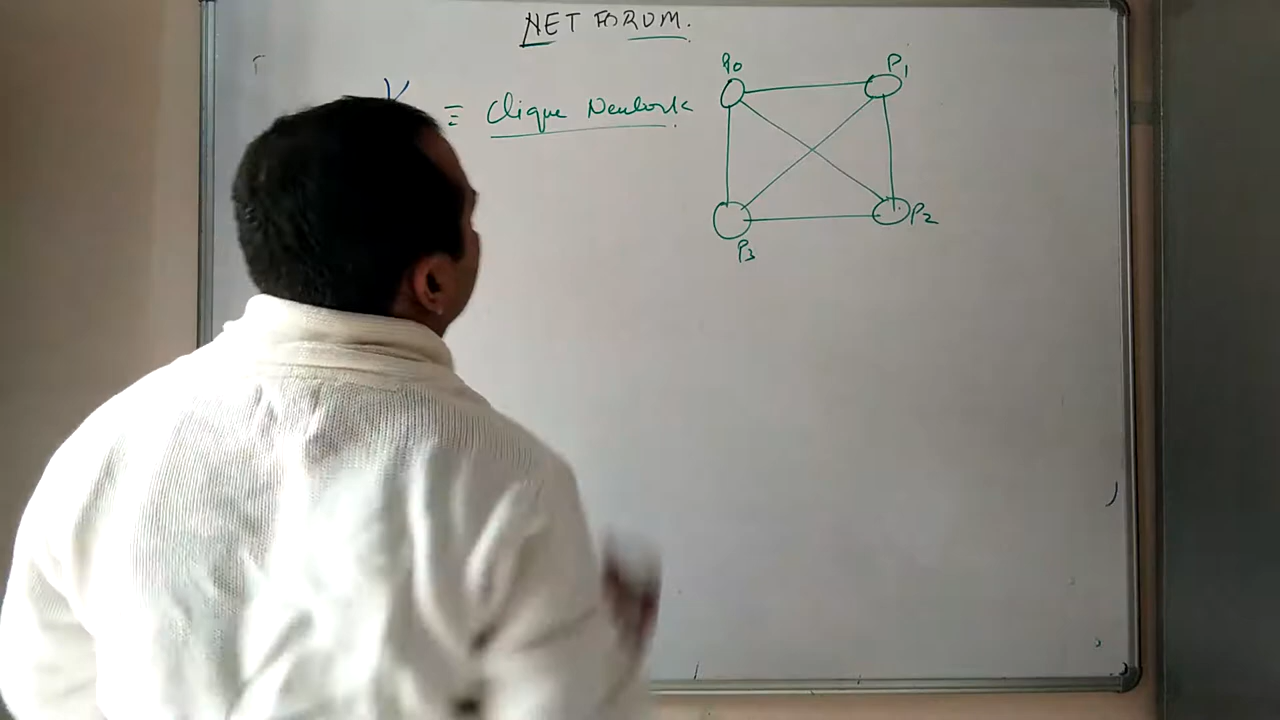 NET FORUM.
≡ Clique Network.
P0
P1
P2
P3